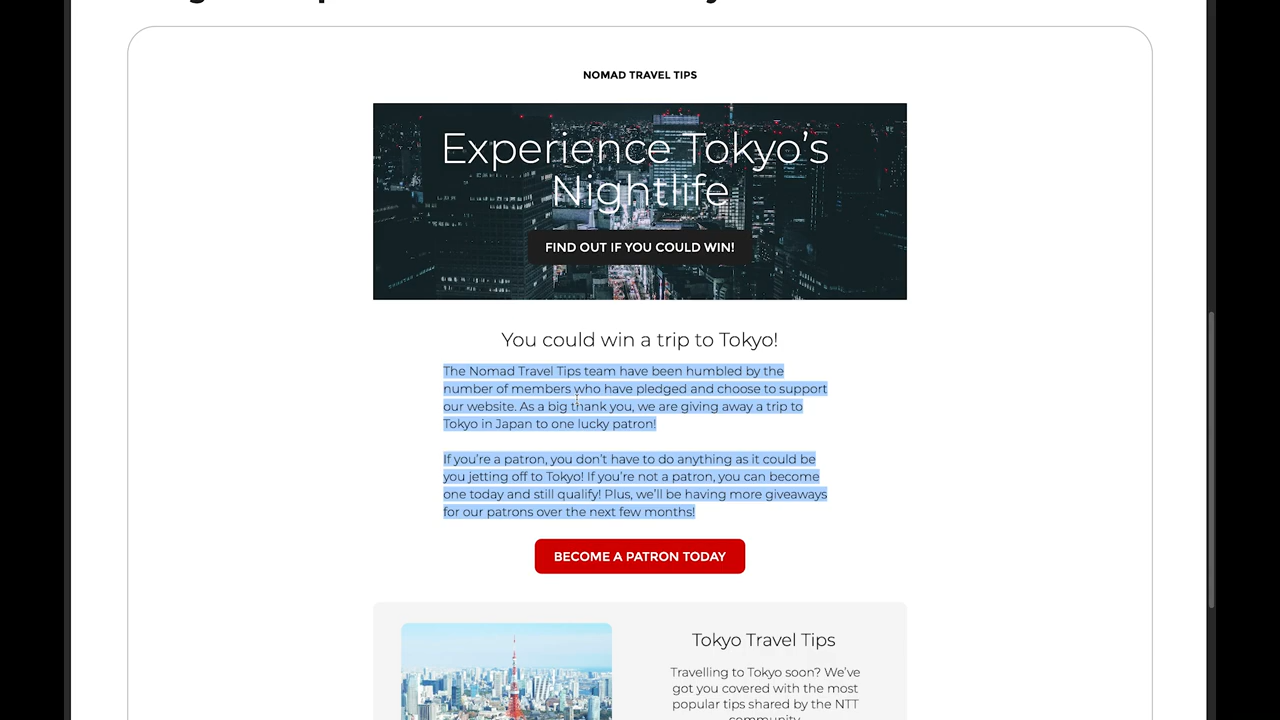 NOMAD TRAVEL TIPS
Experience Tokyo’s
Nightlife
FIND OUT IF YOU COULD WIN!
You could win a trip to Tokyo!
The Nomad Travel Tips team have been humbled by the
number of members who have pledged and choose to support
our website. As a big thank you, we are giving away a trip to
Tokyo in Japan to one lucky patron!
If you’re a patron, you don’t have to do anything as it could be
you jetting off to Tokyo! If you’re not a patron, you can become
one today and still qualify! Plus, we’ll be having more giveaways
for our patrons over the next few months!
BECOME A PATRON TODAY
Tokyo Travel Tips
Travelling to Tokyo soon? We’ve
got you covered with the most
popular tips shared by the NTT
community.